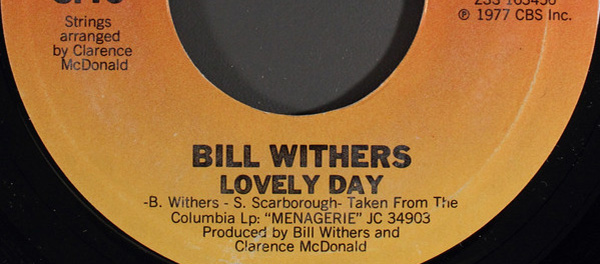 Strings
arranged
by Clarence
McDonald
℗ 1977 CBS Inc.
BILL WITHERS
LOVELY DAY
-B. Withers - S. Scarborough- Taken From The
Columbia Lp: "MENAGERIE" JC 34903
Produced by Bill Withers and
Clarence McDonald